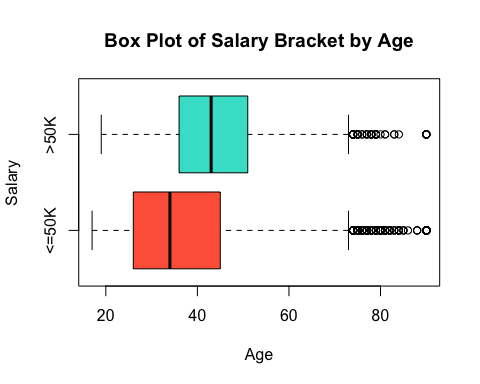 Box Plot of Salary Bracket by Age
Salary
>50K
<=50K
20 40 60 80
Age